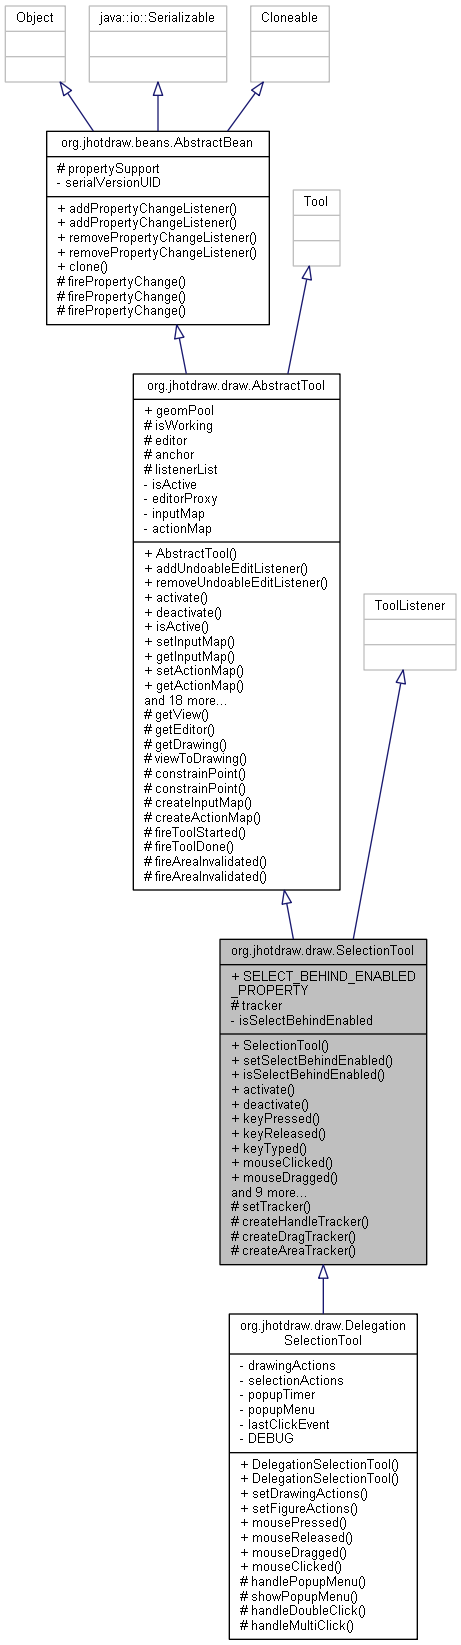 Object
java::io::Serializable
Cloneable
org.jhotdraw.beans.AbstractBean
# propertySupport
- serialVersionUID
+ addPropertyChangeListener()
+ addPropertyChangeListener()
+ removePropertyChangeListener()
+ removePropertyChangeListener()
+ clone()
# firePropertyChange()
# firePropertyChange()
# firePropertyChange()
Tool
org.jhotdraw.draw.AbstractTool
+ geomPool
# isWorking
# editor
# anchor
# listenerList
- isActive
- editorProxy
- inputMap
- actionMap
+ AbstractTool()
+ addUndoableEditListener()
+ removeUndoableEditListener()
+ activate()
+ deactivate()
+ isActive()
+ setInputMap()
+ getInputMap()
+ setActionMap()
+ getActionMap()
and 18 more...
# getView()
# getEditor()
# getDrawing()
# viewToDrawing()
# constrainPoint()
# constrainPoint()
# createInputMap()
# createActionMap()
# fireToolStarted()
# fireToolDone()
# fireAreaInvalidated()
# fireAreaInvalidated()
ToolListener
org.jhotdraw.draw.SelectionTool
+ SELECT_BEHIND_ENABLED
_PROPERTY
# tracker
- isSelectBehindEnabled
+ SelectionTool()
+ setSelectBehindEnabled()
+ isSelectBehindEnabled()
+ activate()
+ deactivate()
+ keyPressed()
+ keyReleased()
+ keyTyped()
+ mouseClicked()
+ mouseDragged()
and 9 more...
# setTracker()
# createHandleTracker()
# createDragTracker()
# createAreaTracker()
org.jhotdraw.draw.Delegation
SelectionTool
- drawingActions
- selectionActions
- popupTimer
- popupMenu
- lastClickEvent
- DEBUG
+ DelegationSelectionTool()
+ DelegationSelectionTool()
+ setDrawingActions()
+ setFigureActions()
+ mousePressed()
+ mouseReleased()
+ mouseDragged()
+ mouseClicked()
# handlePopupMenu()
# showPopupMenu()
# handleDoubleClick()
# handleMultiClick()